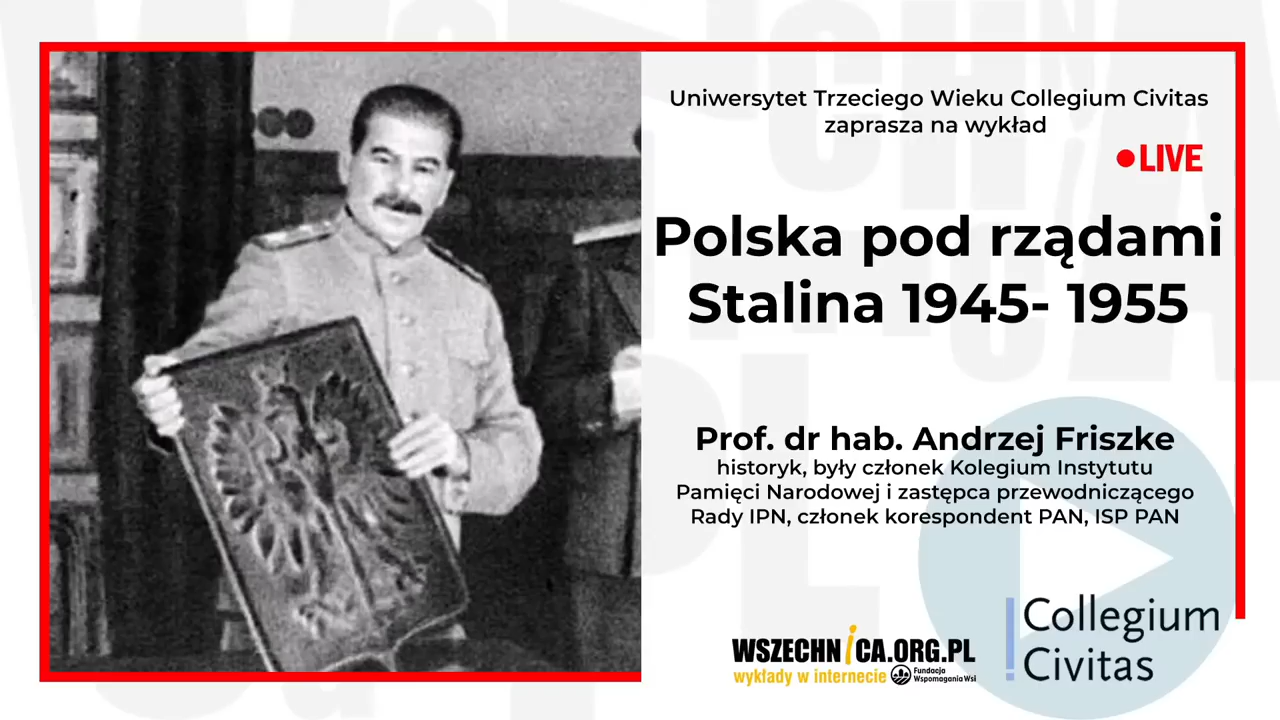 Uniwersytet Trzeciego Wieku Collegium Civitas
zaprasza na wykład
LIVE
Polska pod rządami
Stalina 1945- 1955
Prof. dr hab. Andrzej Friszke
historyk, były członek Kolegium Instytutu
Pamięci Narodowej i zastępca przewodniczącego
Rady IPN, członek korespondent PAN, ISP PAN
WSZECHNiCA.ORG.PL
wykłady w internecie
Fundacja
Wspomagania Wsi
Collegium
Civitas